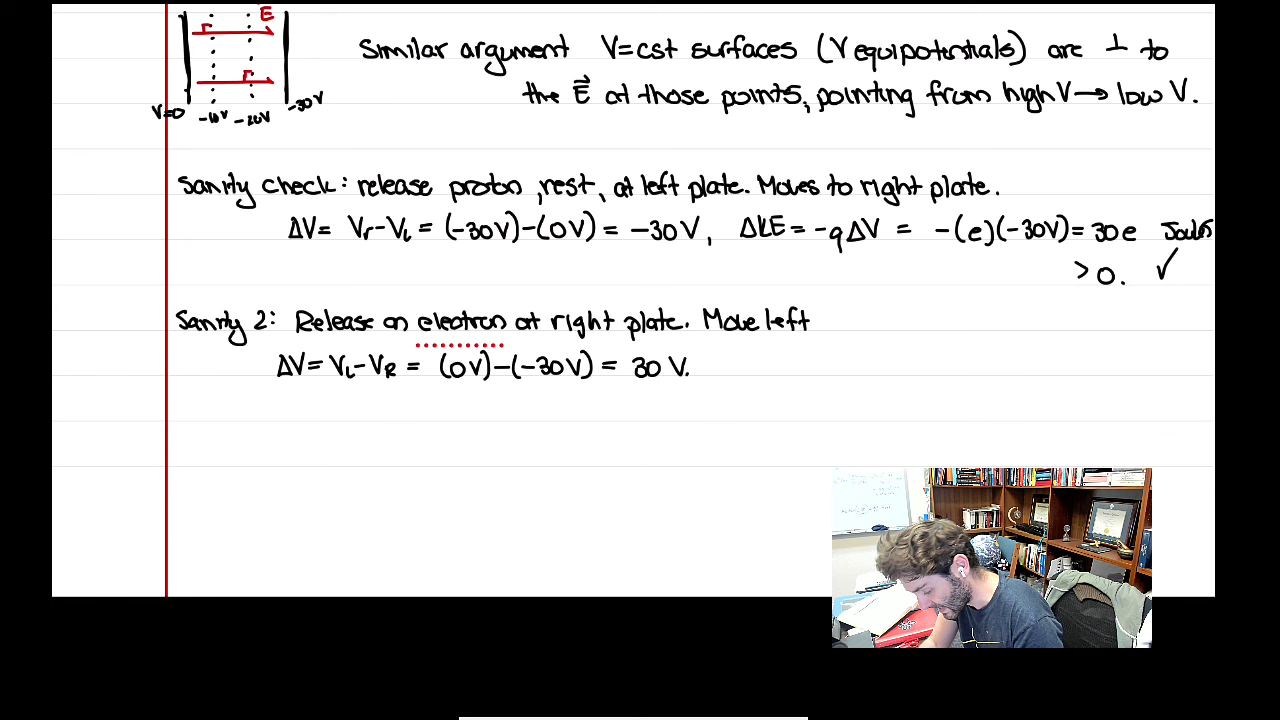 E
V=0 -10V -20V -30V
Similar argument V=cst surfaces (V equipotentials) are ⊥ to
the E⃗ at those points, pointing from high V → low V.
Sanity check: release proton, rest, at left plate. Moves to right plate.
ΔV= Vr-VL = (-30V)-(0V) = -30V, ΔKE = -qΔV = -(e)(-30V)= 30e Joules
>0. ✓
Sanity 2: Release an electron at right plate. Move left
ΔV= VL-VR = (0V)-(-30V) = 30 V.